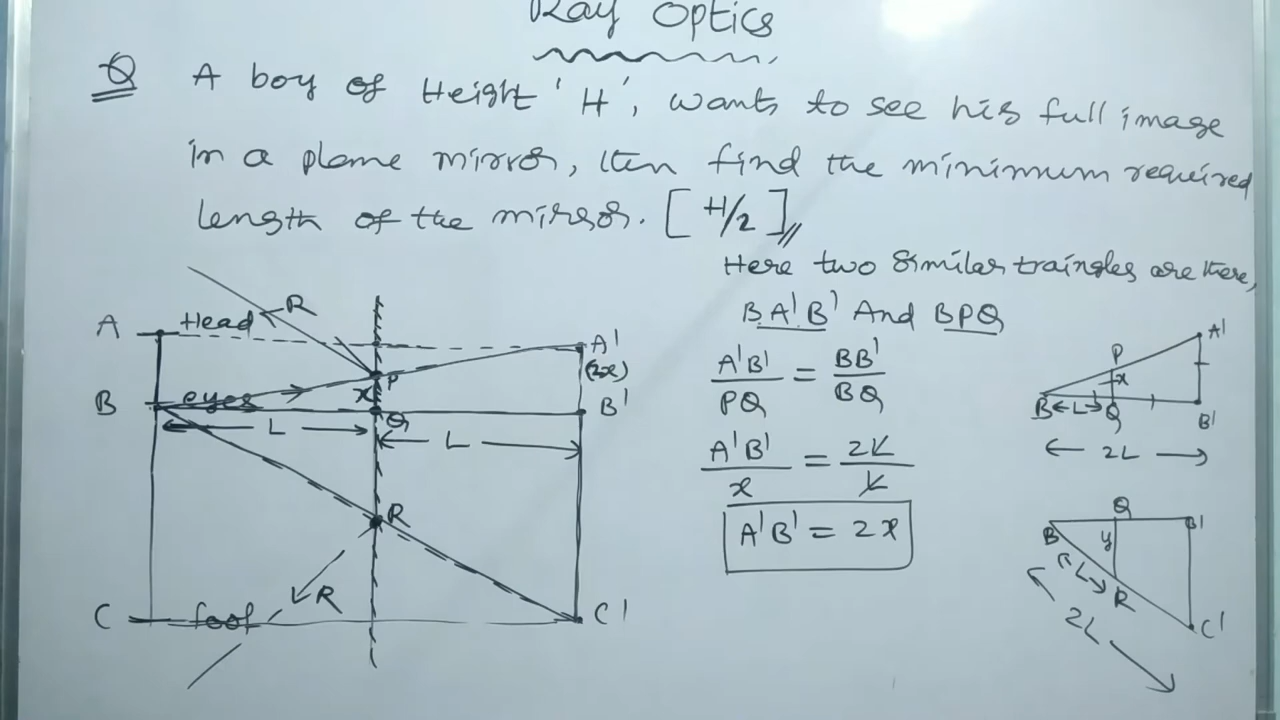 Ray Optics
Q A boy of Height 'H', wants to see his full image
in a plane mirror, then find the minimum required
length of the mirror. [H/2]
Here two similar traingles are there,
B A' B' And BPQ
A'B'/PQ = BB'/BQ
A'B'/x = 2L/L
A'B' = 2x
A Head
R
A'
(2x)
P
x
B eyes
B'
Q
L
L
R
R
C foot
C'
A'
P
x
B L Q
B'
2L
Q
B
B'
y
L
R
2L
C'